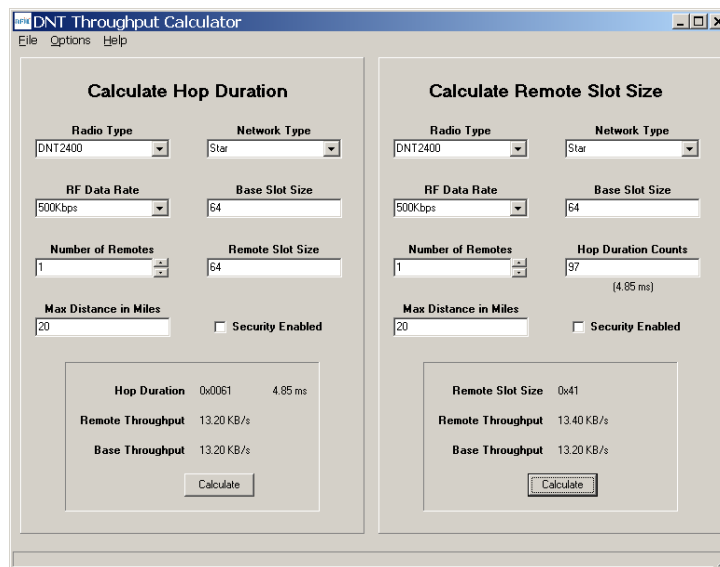 RFM DNT Throughput Calculator
File Options Help
Calculate Hop Duration
Radio Type Network Type
DNT2400 Star
RF Data Rate Base Slot Size
500Kbps 64
Number of Remotes Remote Slot Size
1 64
Max Distance in Miles
20 Security Enabled
Hop Duration 0x0061 4.85 ms
Remote Throughput 13.20 KB/s
Base Throughput 13.20 KB/s
Calculate
Calculate Remote Slot Size
Radio Type Network Type
DNT2400 Star
RF Data Rate Base Slot Size
500Kbps 64
Number of Remotes Hop Duration Counts
1 97
(4.85 ms)
Max Distance in Miles
20 Security Enabled
Remote Slot Size 0x41
Remote Throughput 13.40 KB/s
Base Throughput 13.20 KB/s
Calculate